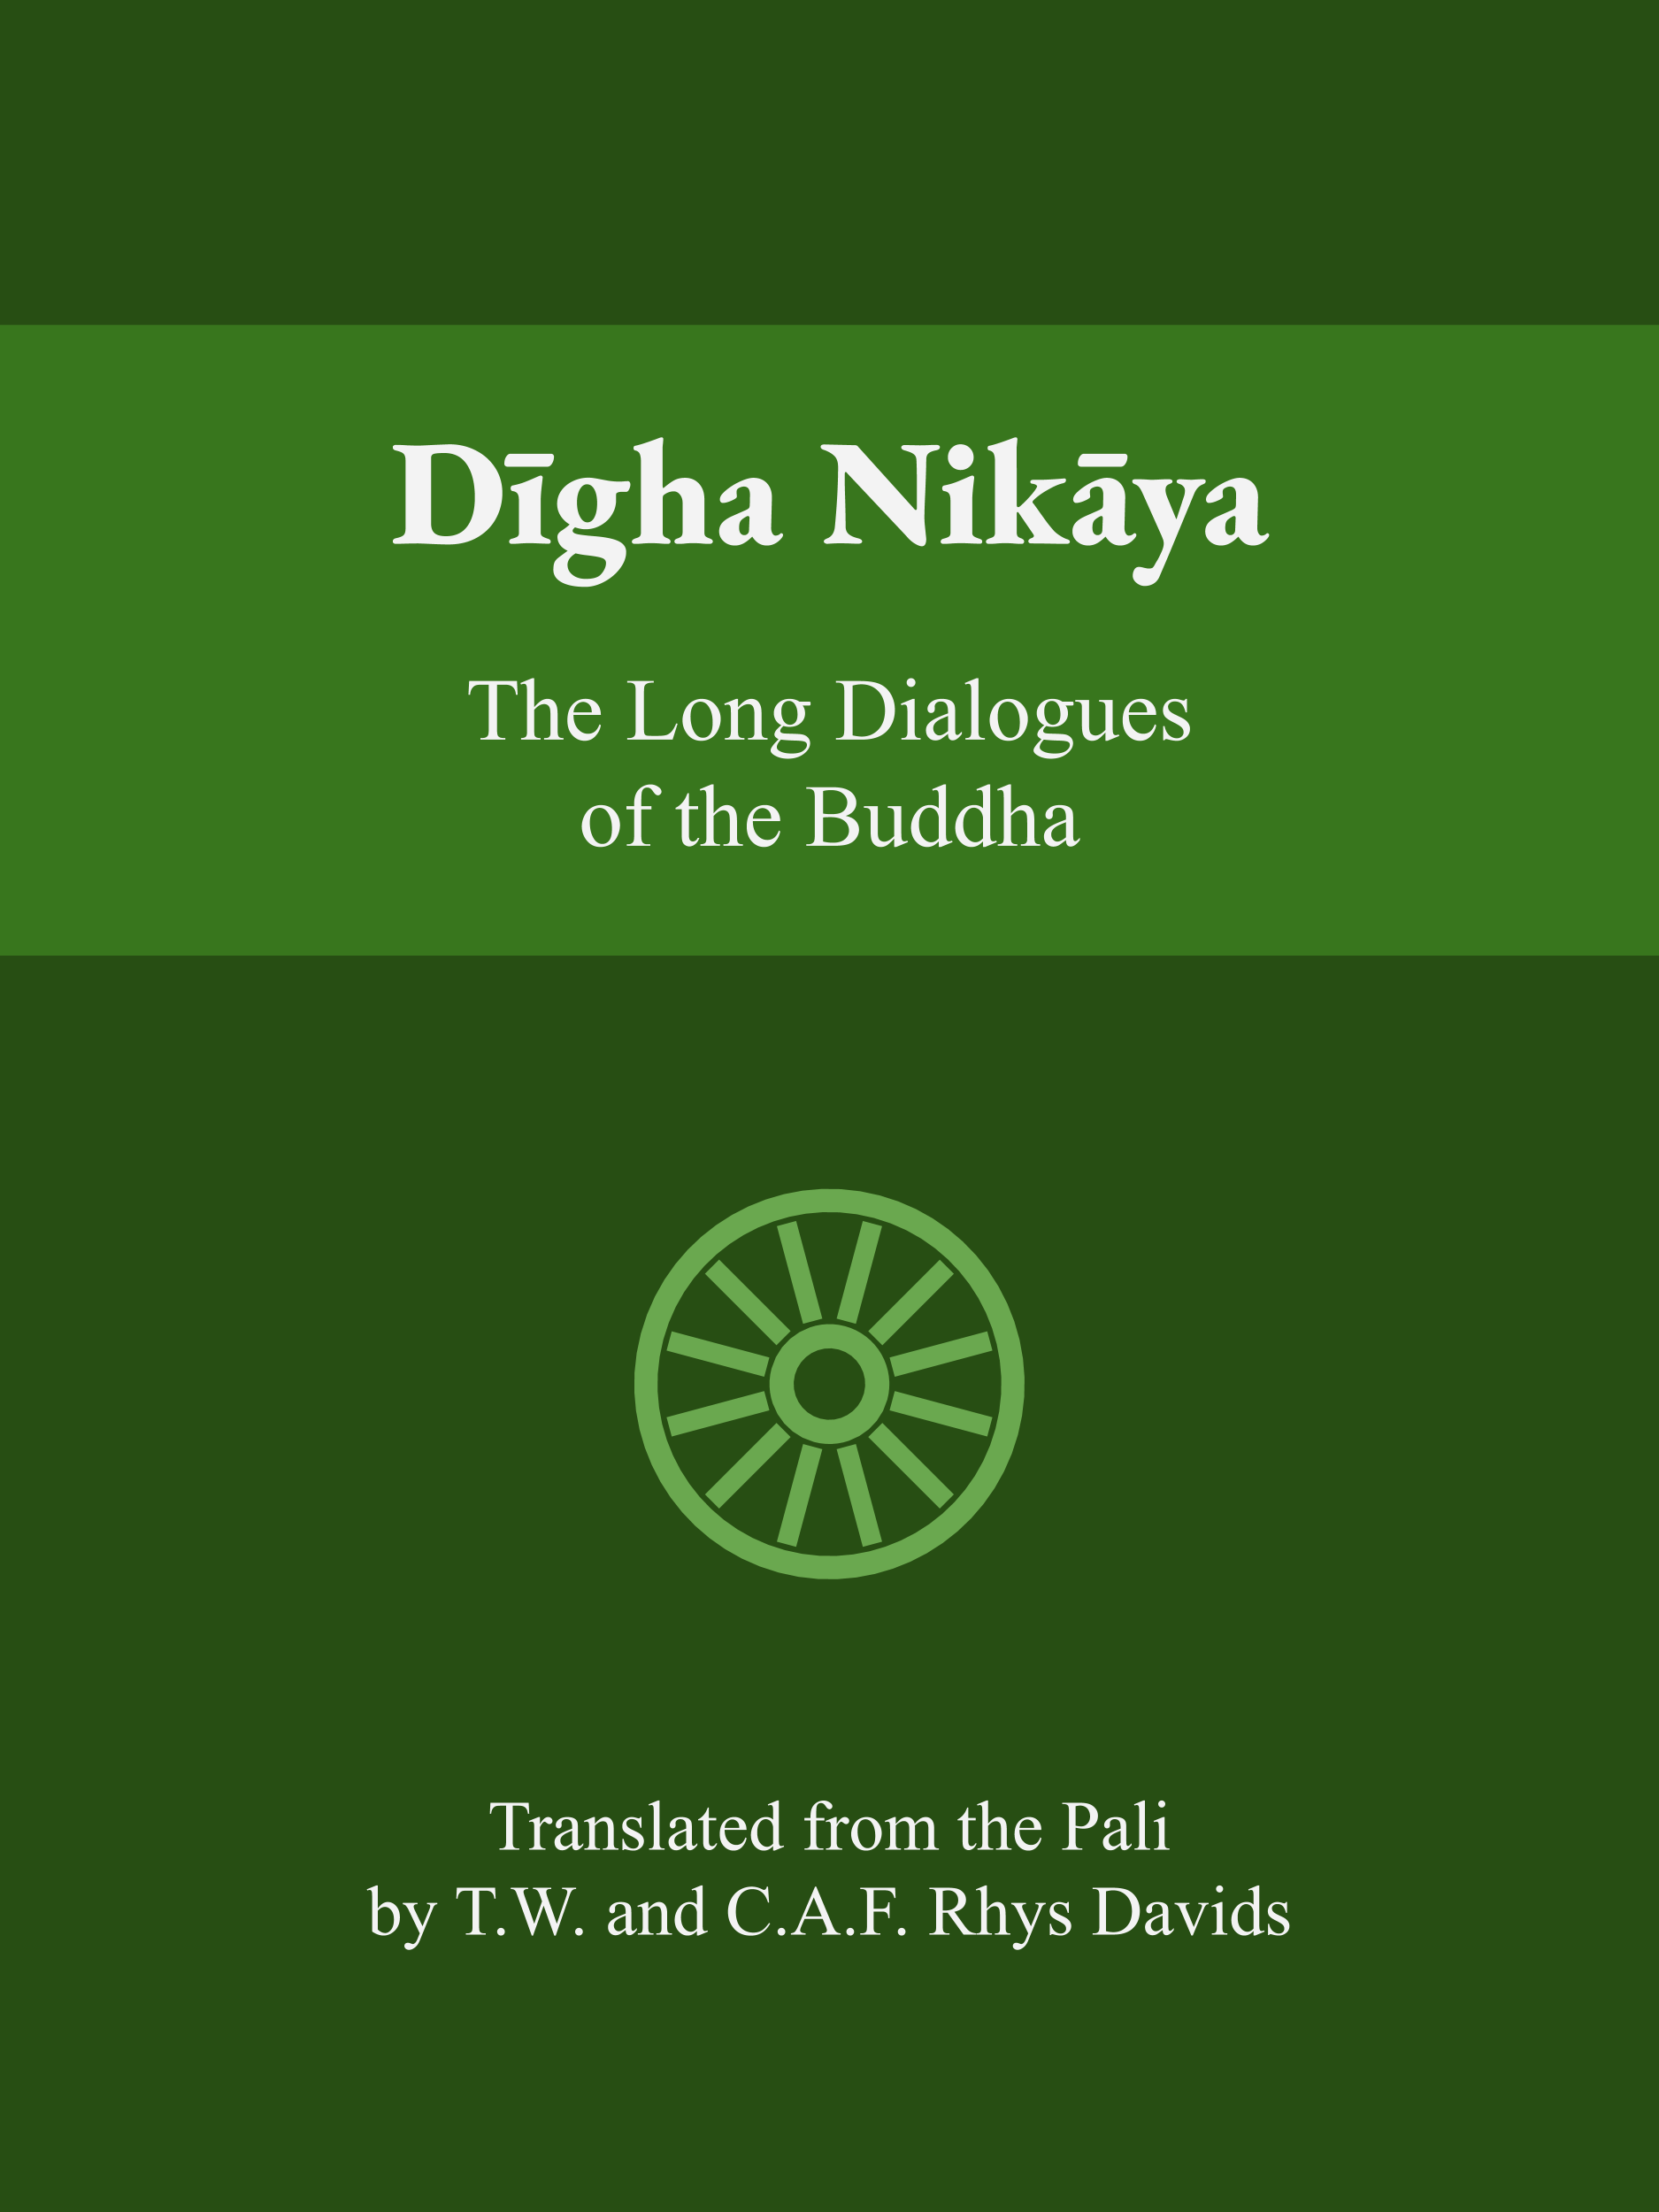 Dīgha Nikāya
The Long Dialogues
of the Buddha
Translated from the Pali
by T.W. and C.A.F. Rhys Davids